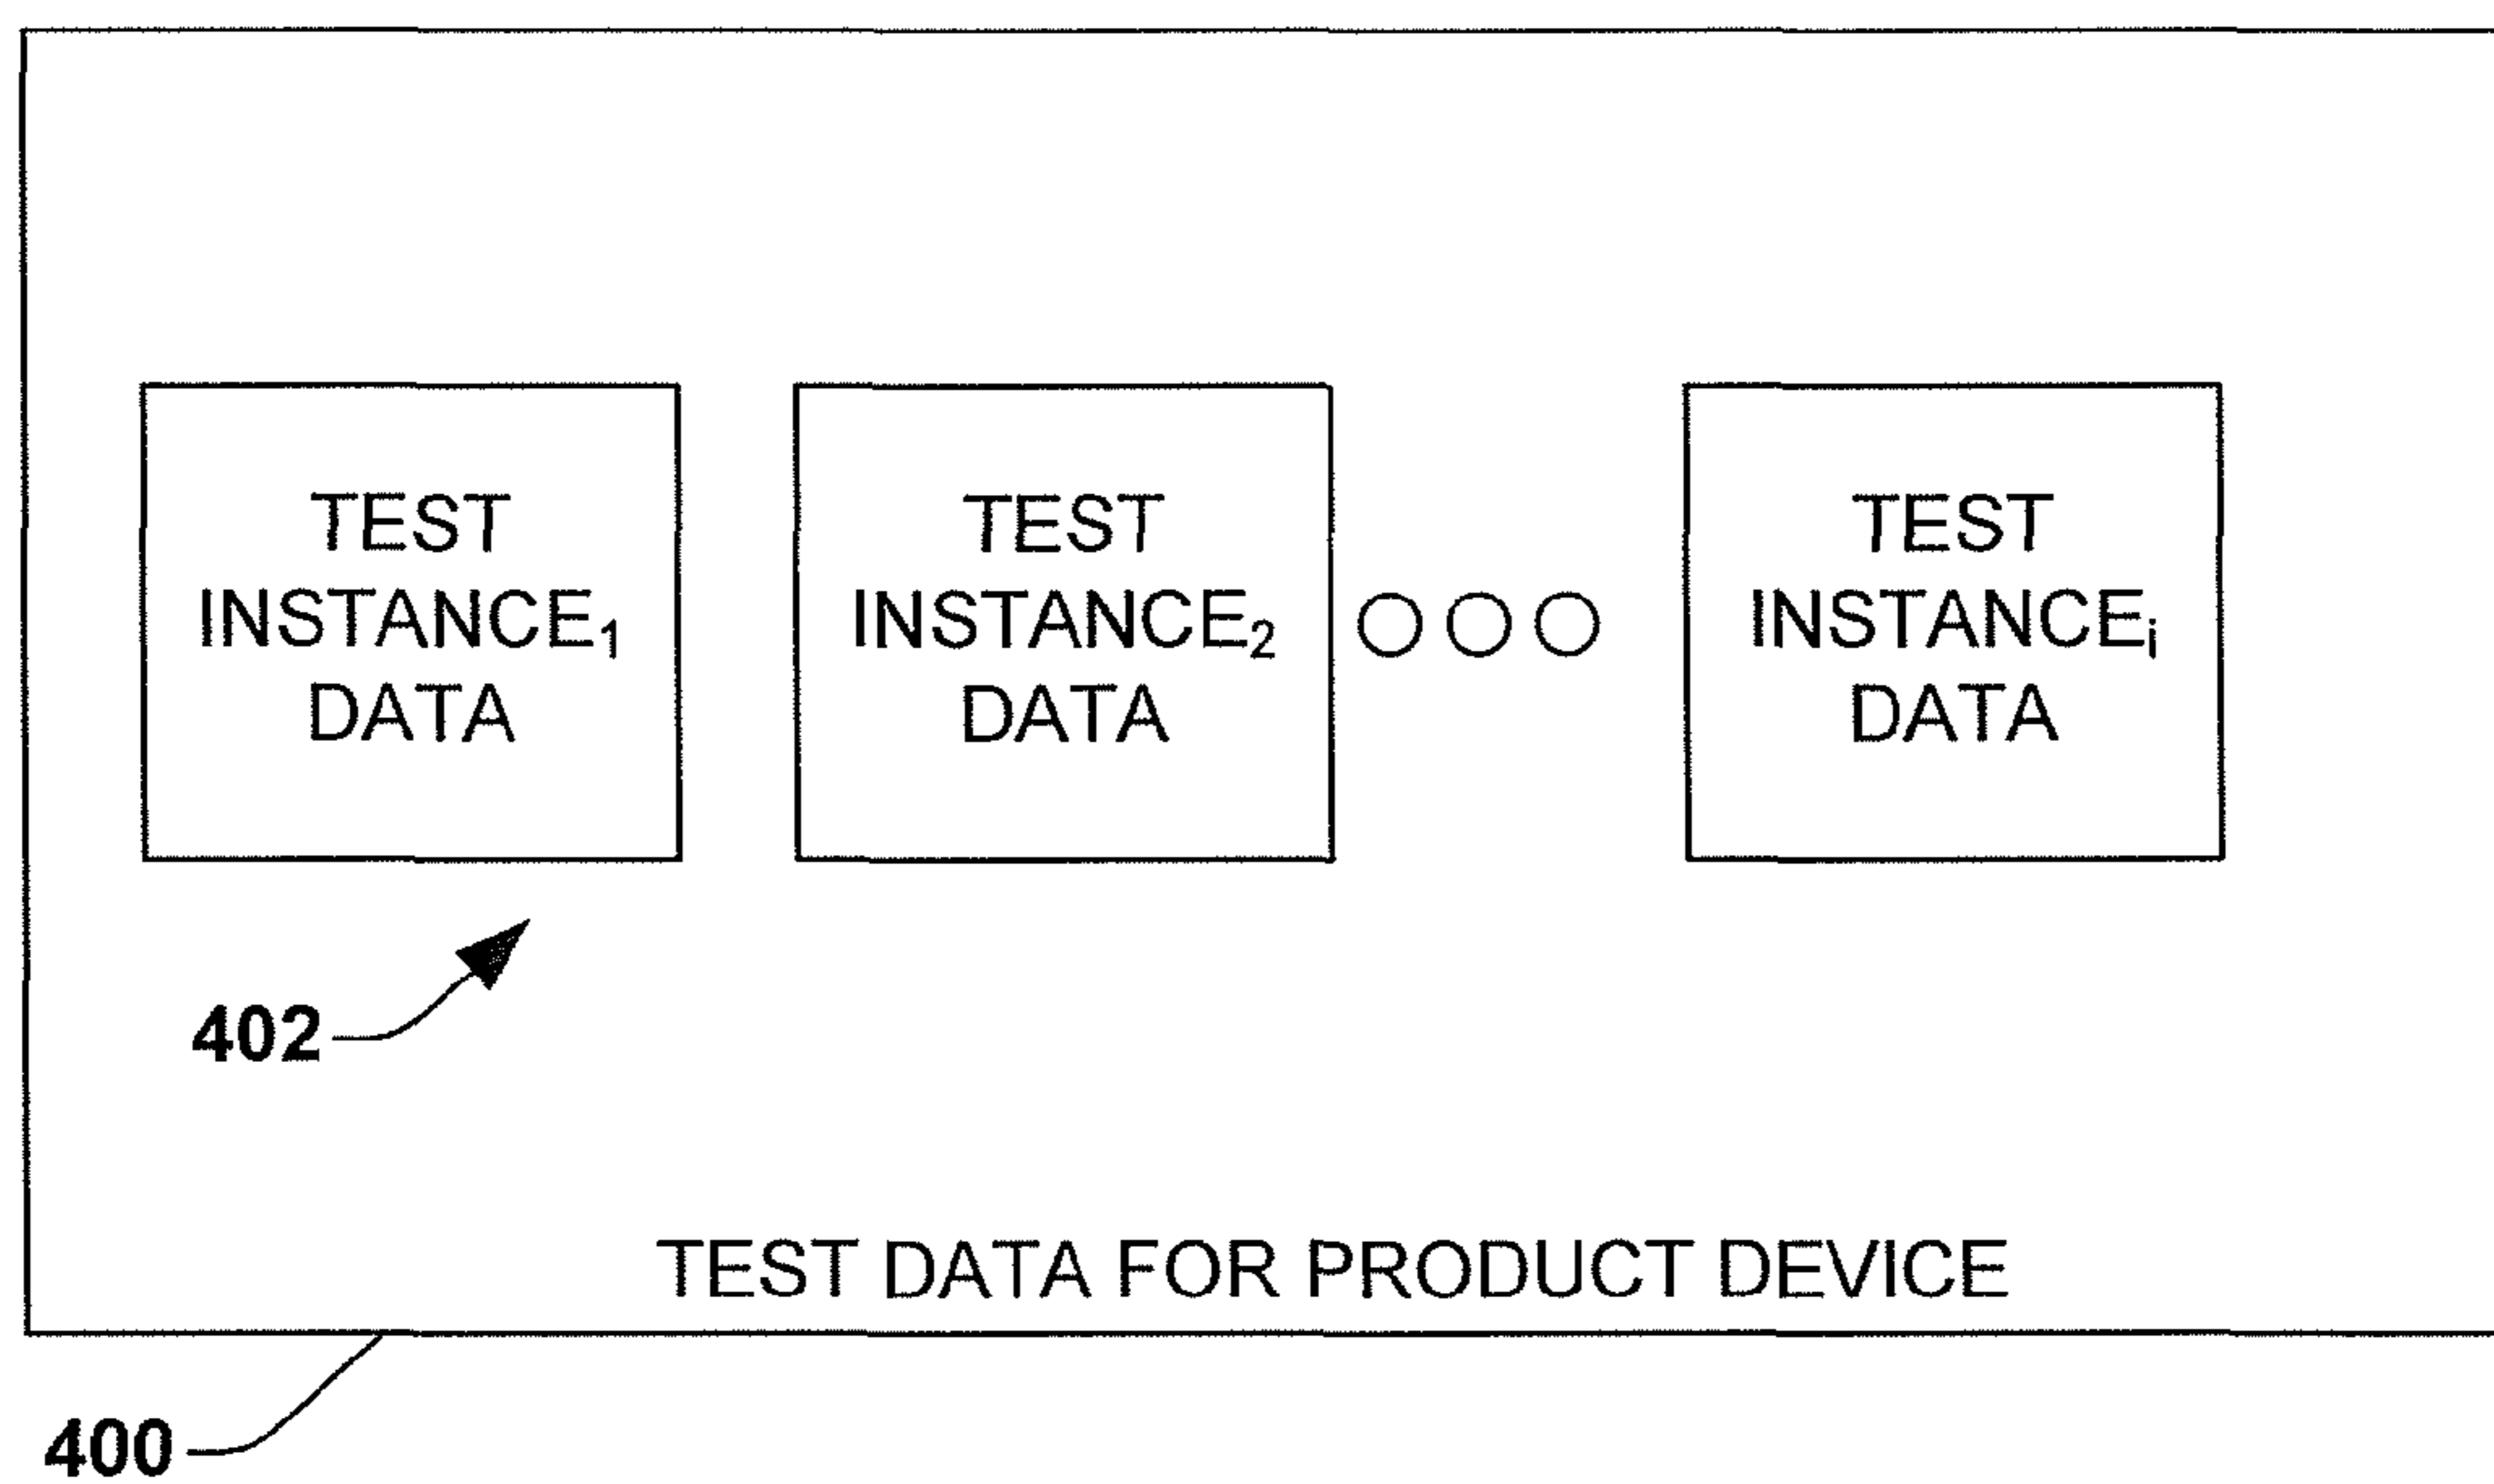 TEST
INSTANCE₁
DATA
TEST
INSTANCE₂
DATA
TEST
INSTANCEᵢ
DATA
402
TEST DATA FOR PRODUCT DEVICE
400